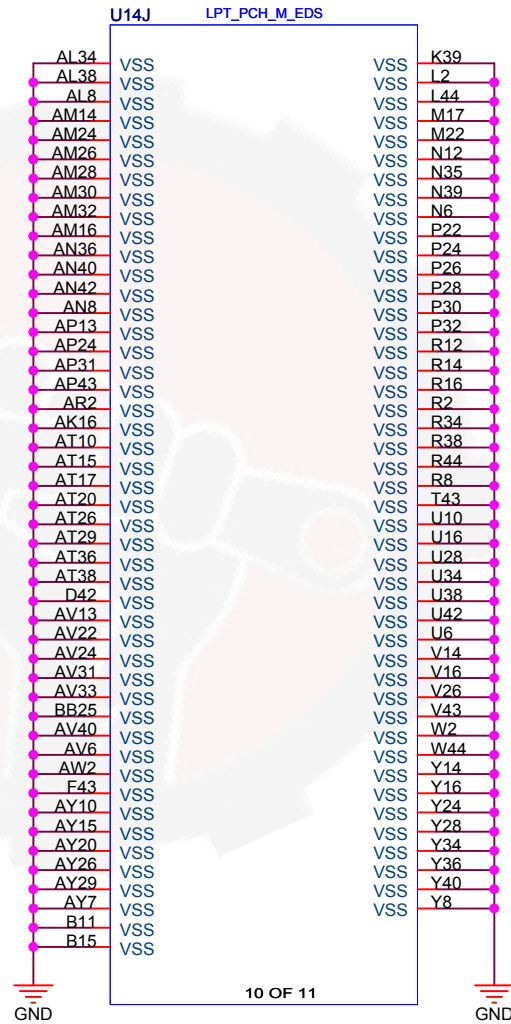 U14J LPT_PCH_M_EDS
AL34 VSS VSS K39
AL38 VSS VSS L2
AL8 VSS VSS L44
AM14 VSS VSS M17
AM24 VSS VSS M22
AM26 VSS VSS N12
AM28 VSS VSS N35
AM30 VSS VSS N39
AM32 VSS VSS N6
AM16 VSS VSS P22
AN36 VSS VSS P24
AN40 VSS VSS P26
AN42 VSS VSS P28
AN8 VSS VSS P30
AP13 VSS VSS P32
AP24 VSS VSS R12
AP31 VSS VSS R14
AP43 VSS VSS R16
AR2 VSS VSS R2
AK16 VSS VSS R34
AT10 VSS VSS R38
AT15 VSS VSS R44
AT17 VSS VSS R8
AT20 VSS VSS T43
AT26 VSS VSS U10
AT29 VSS VSS U16
AT36 VSS VSS U28
AT38 VSS VSS U34
D42 VSS VSS U38
AV13 VSS VSS U42
AV22 VSS VSS U6
AV24 VSS VSS V14
AV31 VSS VSS V16
AV33 VSS VSS V26
BB25 VSS VSS V43
AV40 VSS VSS W2
AV6 VSS VSS W44
AW2 VSS VSS Y14
F43 VSS VSS Y16
AY10 VSS VSS Y24
AY15 VSS VSS Y28
AY20 VSS VSS Y34
AY26 VSS VSS Y36
AY29 VSS VSS Y40
AY7 VSS VSS Y8
B11 VSS
B15 VSS
10 OF 11
GND GND